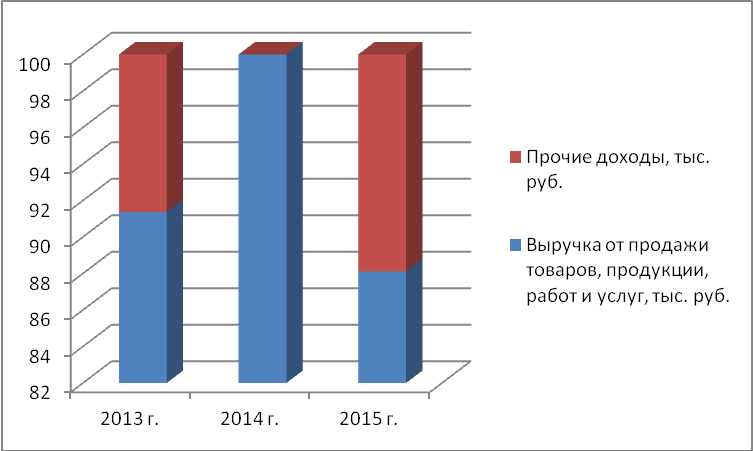 100
98
96
94
92
90
88
86
84
82
2013 г.
2014 г.
2015 г.
Прочие доходы, тыс.
руб.
Выручка от продажи
товаров, продукции,
работ и услуг, тыс. руб.